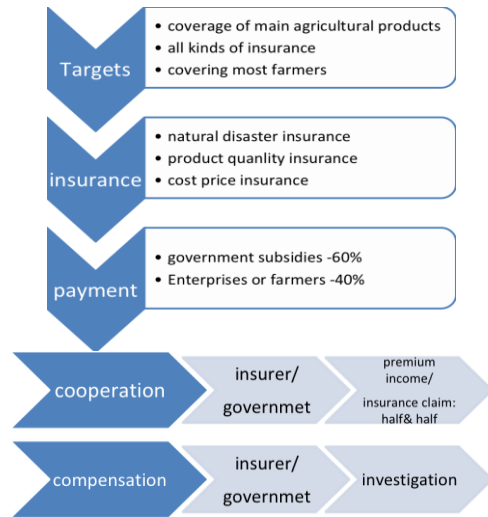 Targets
• coverage of main agricultural products
• all kinds of insurance
• covering most farmers
insurance
• natural disaster insurance
• product quanlity insurance
• cost price insurance
payment
• government subsidies -60%
• Enterprises or farmers -40%
cooperation
insurer/
governmet
premium
income/
insurance claim:
half& half
compensation
insurer/
governmet
investigation